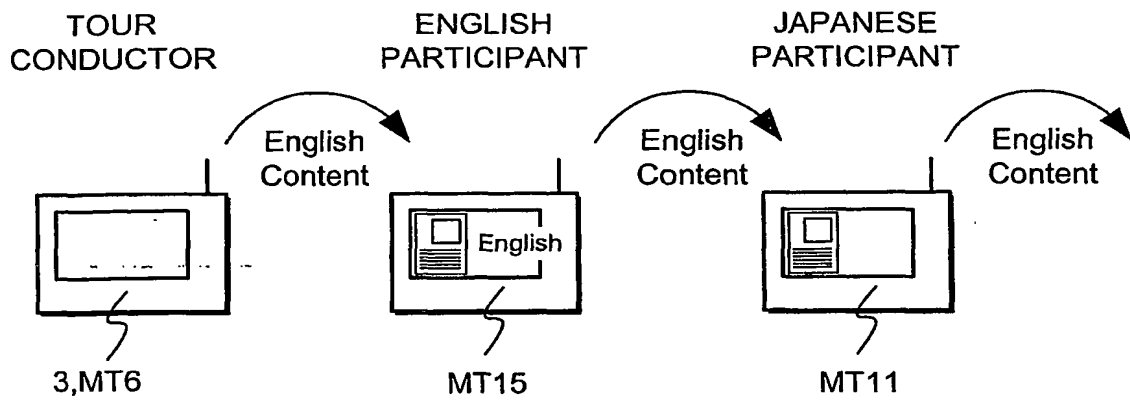 TOUR
CONDUCTOR
ENGLISH
PARTICIPANT
JAPANESE
PARTICIPANT
English
Content
English
Content
English
Content
English
3,MT6
MT15
MT11